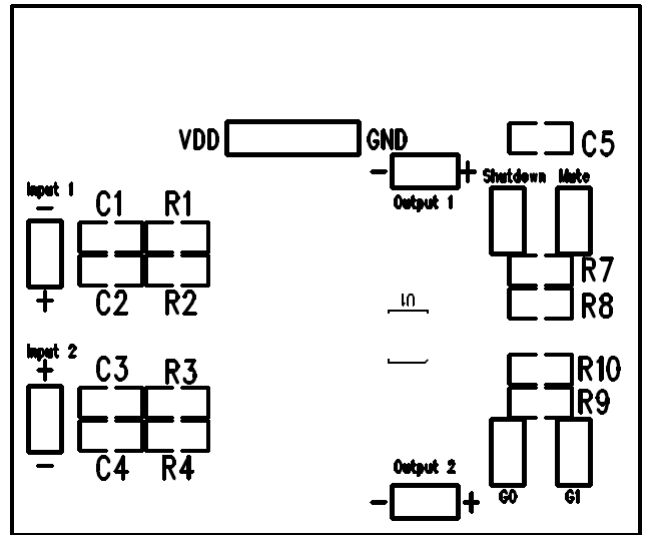 VDD GND
C5
- +
Output 1
Shutdown Mute
Input 1
-
C1 R1
+
C2 R2
R7
R8
U1
Input 2
+
C3 R3
-
C4 R4
R10
R9
Output 2
- +
G0 G1